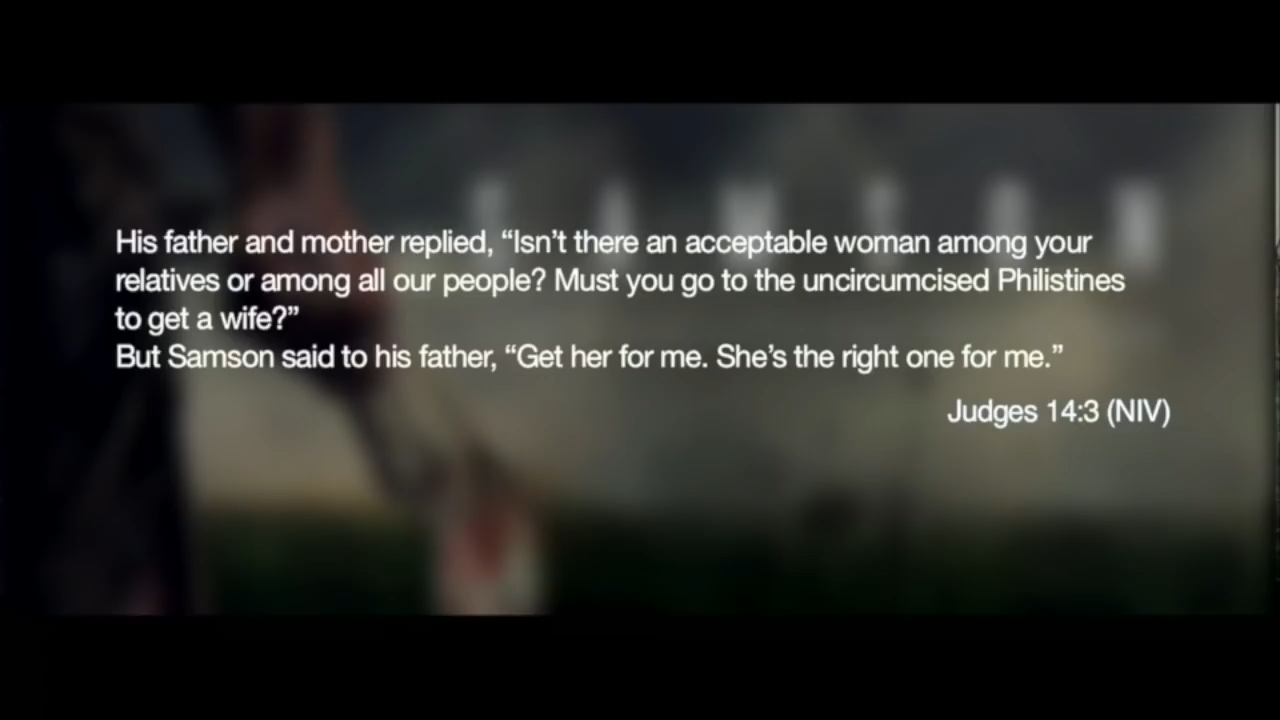 SAMSON
His father and mother replied, “Isn’t there an acceptable woman among your
relatives or among all our people? Must you go to the uncircumcised Philistines
to get a wife?”
But Samson said to his father, “Get her for me. She’s the right one for me.”
Judges 14:3 (NIV)